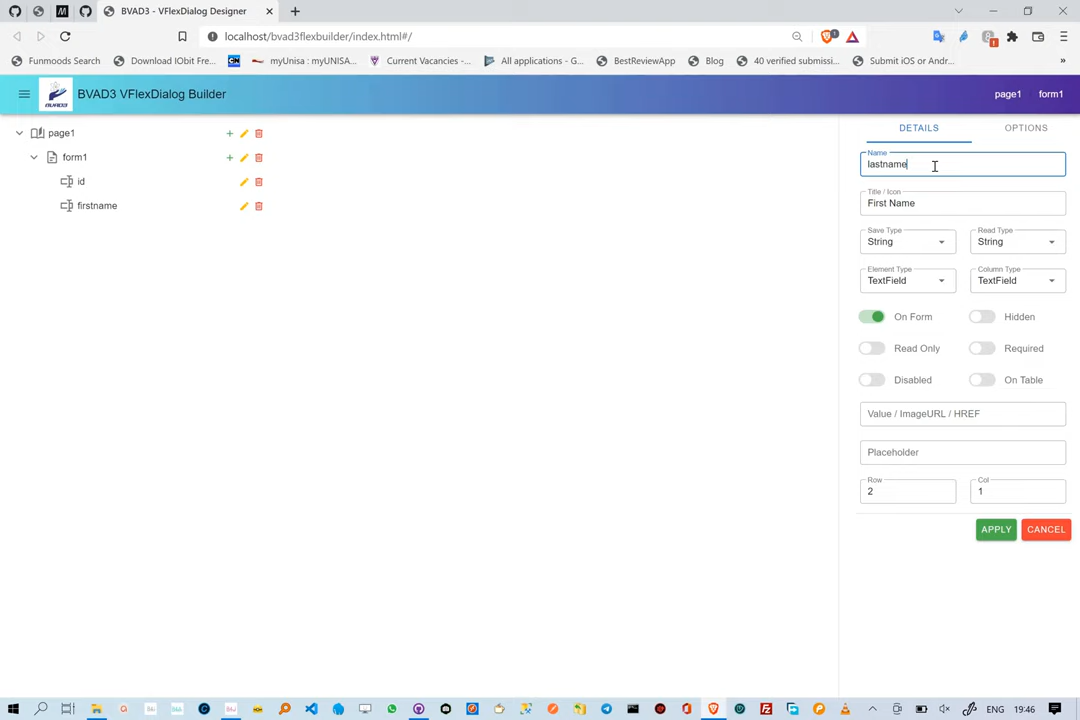 BVAD3 - VFlexDialog Designer
localhost/bvad3flexbuilder/index.html#/
Funmoods Search
Download IObit Fre...
myUnisa : myUNISA...
Current Vacancies -...
All applications - G...
BestReviewApp
Blog
40 verified submissi...
Submit iOS or Andr...
»
BVAD3 VFlexDialog Builder
page1
form1
page1
form1
id
firstname
DETAILS
OPTIONS
Name
lastname
Title / Icon
First Name
Save Type
String
Read Type
String
Element Type
TextField
Column Type
TextField
On Form
Hidden
Read Only
Required
Disabled
On Table
Value / ImageURL / HREF
Placeholder
Row
2
Col
1
APPLY
CANCEL
ENG
19:46